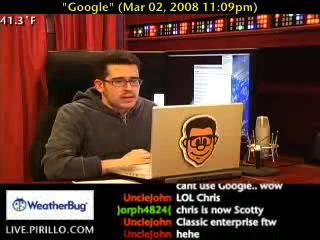 "Google" (Mar 02, 2008 11:09pm)
41.3°F
cant use Google.. wow
UncleJohn LOL Chris
]orph4824[ chris is now Scotty
UncleJohn Classic enterprise ftw
UncleJohn hehe
WeatherBug
LIVE.PIRILLO.COM